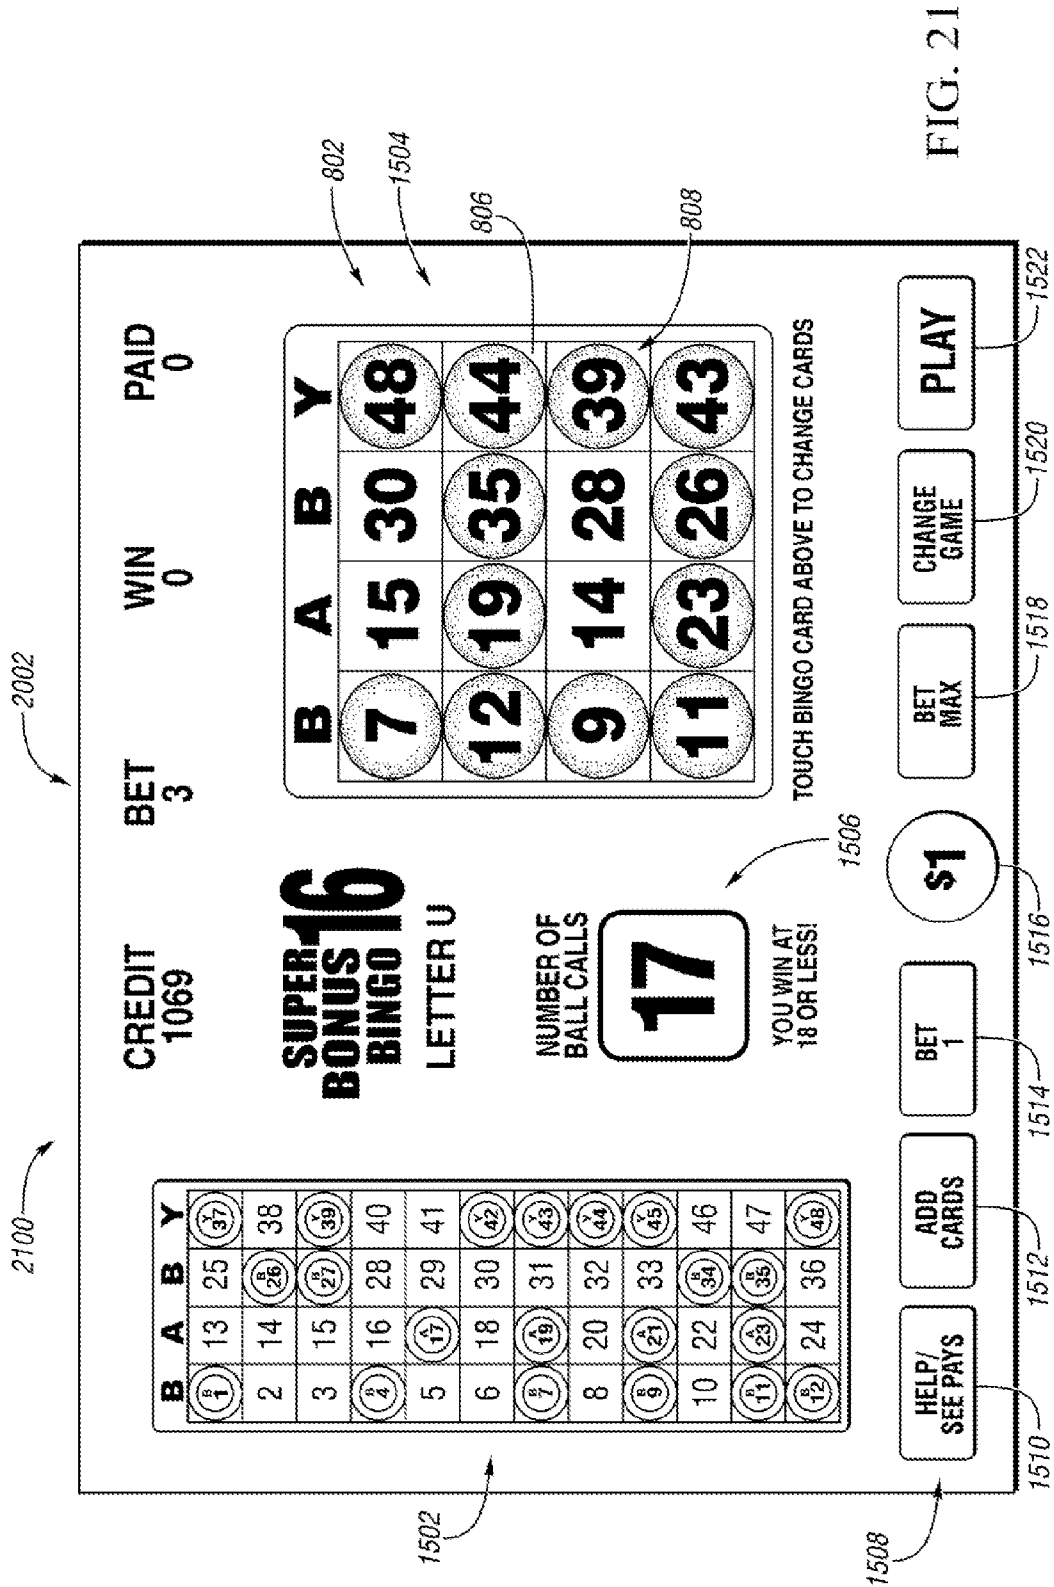 2100
2002
CREDIT BET WIN PAID
1069 3 0 0
802
1504
806
808
B A B Y
1 13 25 Y 37
2 14 B 26 38
3 15 B 27 Y 39
B 4 16 28 40
5 A 17 29 41
6 18 30 Y 42
B 7 A 19 31 Y 43
8 20 32 Y 44
B 9 A 21 33 Y 45
10 22 B 34 46
B 11 A 23 B 35 47
B 12 24 36 Y 48
1502
SUPER
BONUS
BINGO 16
LETTER U
NUMBER OF
BALL CALLS
17
YOU WIN AT
18 OR LESS!
1506
B A B Y
7 15 30 48
12 19 35 44
9 14 28 39
11 23 26 43
TOUCH BINGO CARD ABOVE TO CHANGE CARDS
1508
HELP/
SEE PAYS
ADD
CARDS
BET
1
$1
BET
MAX
CHANGE
GAME
PLAY
1510 1512 1514 1516 1518 1520 1522
FIG. 21